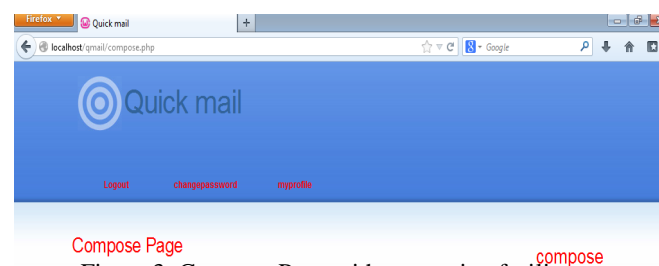 Firefox
Quick mail
+
localhost/qmail/compose.php
Google
Quick mail
Logout changepassword myprofile
Compose Page
compose